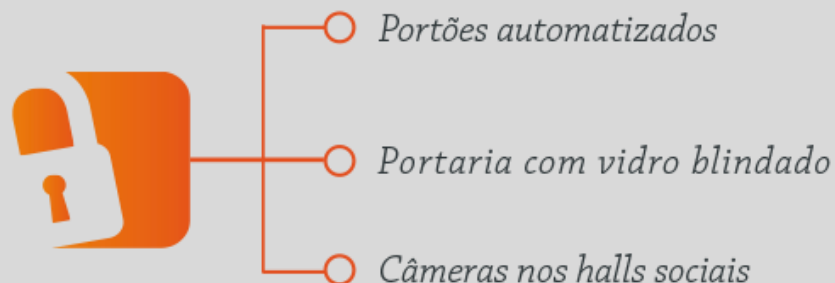 Portões automatizados
Portaria com vidro blindado
Câmeras nos halls sociais